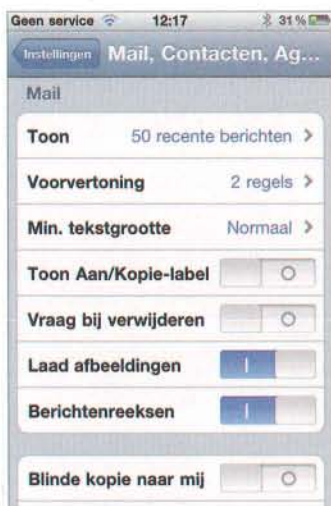 Geen service 12:17 31%
Instellingen Mail, Contacten, Ag...
Mail
Toon 50 recente berichten >
Voorvertoning 2 regels >
Min. tekstgrootte Normaal >
Toon Aan/Kopie-label
Vraag bij verwijderen
Laad afbeeldingen
Berichtenreeksen
Blinde kopie naar mij